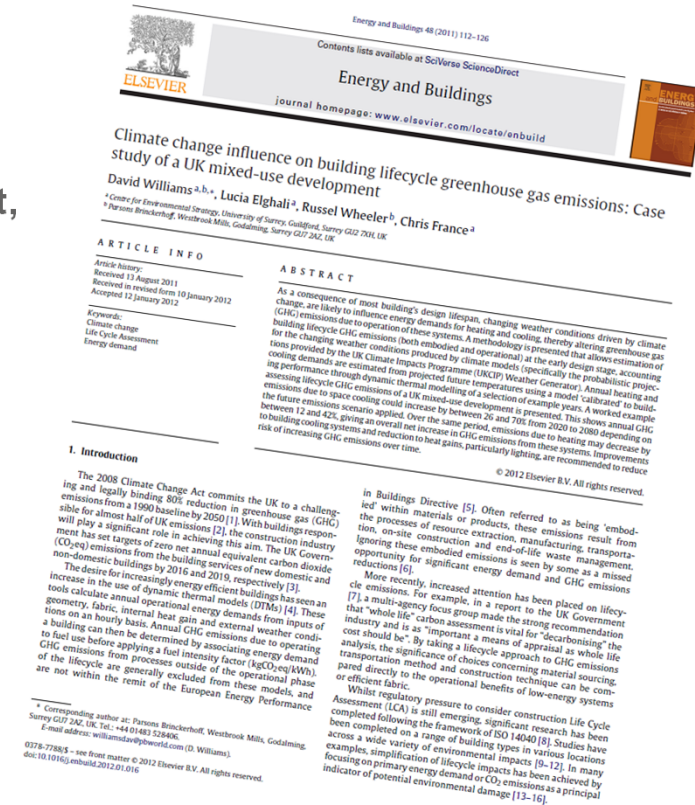 t,
Energy and Buildings 48 (2011) 112–126
Contents lists available at SciVerse ScienceDirect
Energy and Buildings
journal homepage: www.elsevier.com/locate/enbuild
ELSEVIER
ENERGY
and BUILDINGS
Climate change influence on building lifecycle greenhouse gas emissions: Case
study of a UK mixed-use development
David Williams a,b,*, Lucia Elghali a, Russel Wheeler b, Chris France a
a Centre for Environmental Strategy, University of Surrey, Guildford, Surrey GU2 7XH, UK
b Parsons Brinckerhoff, Westbrook Mills, Godalming, Surrey GU7 2AZ, UK
ARTICLE INFO
Article history:
Received 13 August 2011
Received in revised form 10 January 2012
Accepted 12 January 2012
Keywords:
Climate change
Life Cycle Assessment
Energy demand
ABSTRACT
As a consequence of most building's design lifespan, changing weather conditions driven by climate
change, are likely to influence energy demands for heating and cooling, thereby altering greenhouse gas
(GHG) emissions due to operation of these systems. A methodology is presented that allows estimation of
building lifecycle GHG emissions (both embodied and operational) at the early design stage, accounting
for the changing weather conditions produced by climate models (specifically the probabilistic projec-
tions provided by the UK Climate Impacts Programme (UKCIP) Weather Generator). Annual heating and
cooling demands are estimated from projected future temperatures using a model 'calibrated' to build-
ing performance through dynamic thermal modelling of a selection of example years. A worked example
assessing lifecycle GHG emissions of a UK mixed-use development is presented. This shows annual GHG
emissions due to space cooling could increase by between 26 and 70% from 2020 to 2080 depending on
the future emissions scenario applied. Over the same period, emissions due to heating may decrease by
between 12 and 42%, giving an overall net increase in GHG emissions from these systems. Improvements
to building cooling systems and reduction to heat gains, particularly lighting, are recommended to reduce
risk of increasing GHG emissions over time.
© 2012 Elsevier B.V. All rights reserved.
1. Introduction
The 2008 Climate Change Act commits the UK to a challeng-
ing and legally binding 80% reduction in greenhouse gas (GHG)
emissions from a 1990 baseline by 2050 [1]. With buildings respon-
sible for almost half of UK emissions [2], the construction industry
will play a significant role in achieving this aim. The UK Govern-
ment has set targets of zero net annual equivalent carbon dioxide
(CO2eq) emissions from the building services of new domestic and
non-domestic buildings by 2016 and 2019, respectively [3].
The desire for increasingly energy efficient buildings has seen an
increase in the use of dynamic thermal models (DTMs) [4]. These
tools calculate annual operational energy demands from inputs of
geometry, fabric, internal heat gain and external weather condi-
tions on an hourly basis. Annual GHG emissions due to operating
a building can then be determined by associating energy demand
to fuel use before applying a fuel intensity factor (kgCO2eq/kWh).
GHG emissions from processes outside of the operational phase
of the lifecycle are generally excluded from these models, and
are not within the remit of the European Energy Performance
* Corresponding author at: Parsons Brinckerhoff, Westbrook Mills, Godalming,
Surrey GU7 2AZ, UK. Tel.: +44 01483 528406.
E-mail address: williamsdav@pbworld.com (D. Williams).
0378-7788/$ – see front matter © 2012 Elsevier B.V. All rights reserved.
doi:10.1016/j.enbuild.2012.01.016
in Buildings Directive [5]. Often referred to as being 'embod-
ied' within materials or products, these emissions result from
the processes of resource extraction, manufacturing, transporta-
tion, on-site construction and end-of-life waste management.
Ignoring these embodied emissions is seen by some as a missed
opportunity for significant energy demand and GHG emissions
reductions [6].
More recently, increased attention has been placed on lifecy-
cle emissions. For example, in a report to the UK Government
[7], a multi-agency focus group made the strong recommendation
that "whole life" carbon assessment is vital for "decarbonising" the
industry and is as "important a means of appraisal as whole life
cost should be". By taking a lifecycle approach to GHG emissions
analysis, the significance of choices concerning material sourcing,
transportation method and construction technique can be com-
pared directly to the operational benefits of low-energy systems
or efficient fabric.
Whilst regulatory pressure to consider construction Life Cycle
Assessment (LCA) is still emerging, significant research has been
completed following the framework of ISO 14040 [8]. Studies have
been completed on a range of building types in various locations
across a wide variety of environmental impacts [9–12]. In many
examples, simplification of lifecycle impacts has been achieved by
focusing on primary energy demand or CO2 emissions as a principal
indicator of potential environmental damage [13–16].